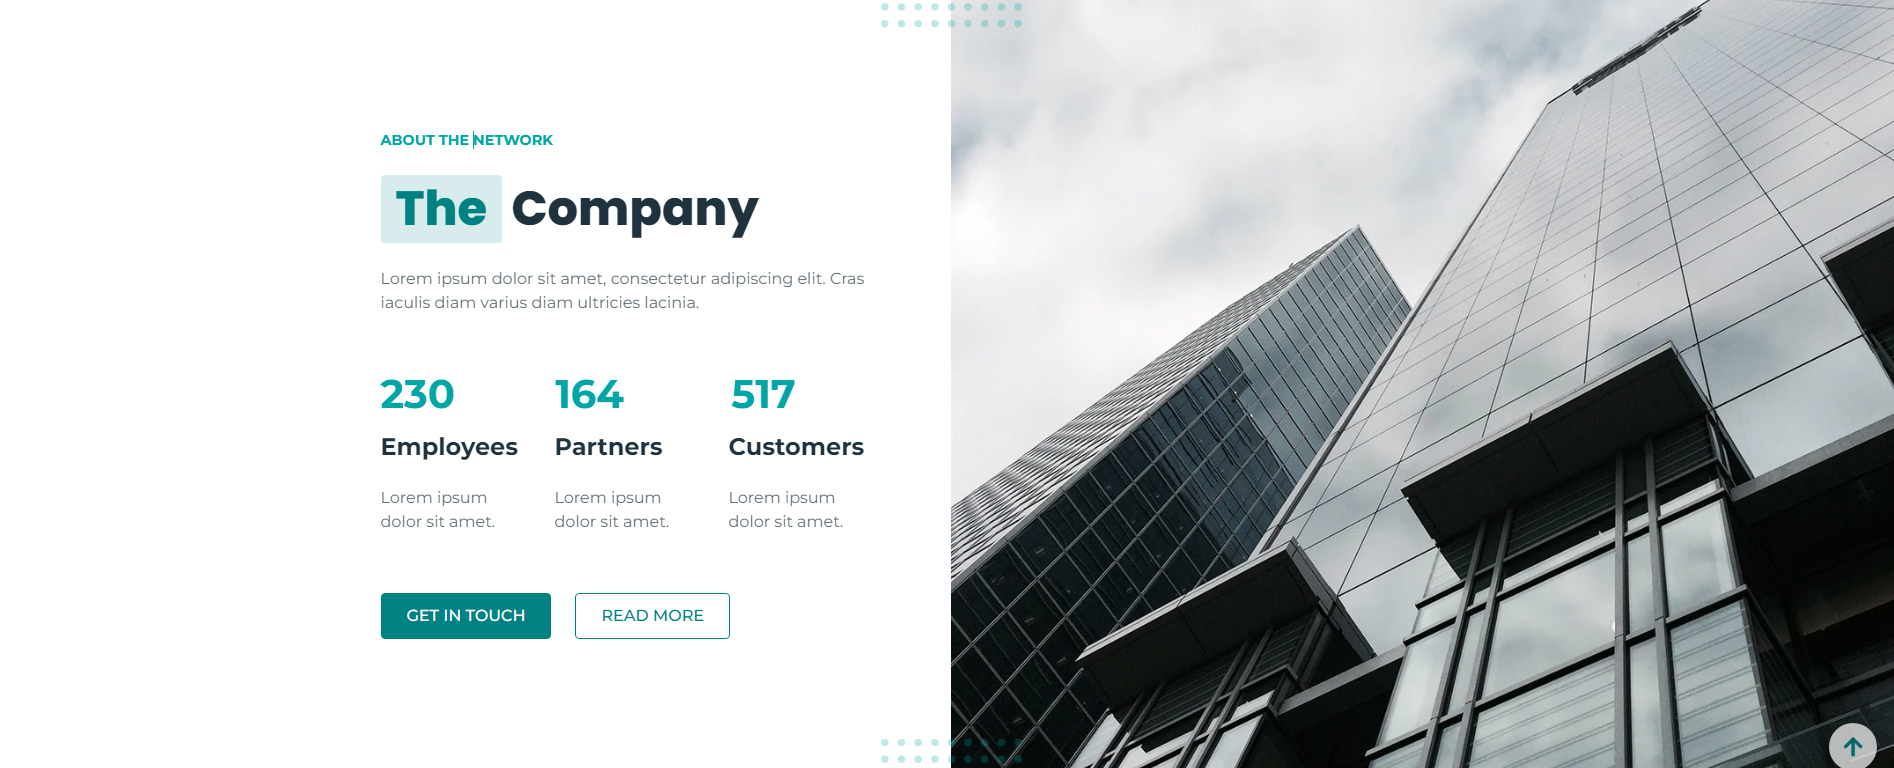 ABOUT THE NETWORK
The Company
Lorem ipsum dolor sit amet, consectetur adipiscing elit. Cras
iaculis diam varius diam ultricies lacinia.
230 164 517
Employees Partners Customers
Lorem ipsum Lorem ipsum Lorem ipsum
dolor sit amet. dolor sit amet. dolor sit amet.
GET IN TOUCH READ MORE